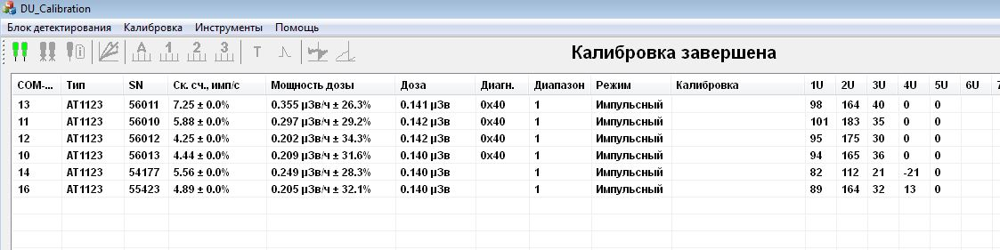 DU_Calibration
Блок детектирования Калибровка Инструменты Помощь
A 1 2 3 T Калибровка завершена
COM-... Тип SN Ск. сч., имп/с Мощность дозы Доза Диагн. Диапазон Режим Калибровка 1U 2U 3U 4U 5U 6U 7
13 AT1123 56011 7.25 ± 0.0% 0.355 µЗв/ч ± 26.3% 0.141 µЗв 0x40 1 Импульсный 98 164 40 0 0
11 AT1123 56010 5.88 ± 0.0% 0.297 µЗв/ч ± 29.2% 0.142 µЗв 0x40 1 Импульсный 101 183 35 0 0
12 AT1123 56012 4.25 ± 0.0% 0.202 µЗв/ч ± 34.3% 0.142 µЗв 0x40 1 Импульсный 95 175 30 0 0
10 AT1123 56013 4.44 ± 0.0% 0.209 µЗв/ч ± 31.6% 0.140 µЗв 0x40 1 Импульсный 94 165 36 0 0
14 AT1123 54177 5.56 ± 0.0% 0.249 µЗв/ч ± 28.3% 0.140 µЗв 1 Импульсный 82 112 21 -21 0
16 AT1123 55423 4.89 ± 0.0% 0.205 µЗв/ч ± 32.1% 0.140 µЗв 1 Импульсный 89 164 32 13 0